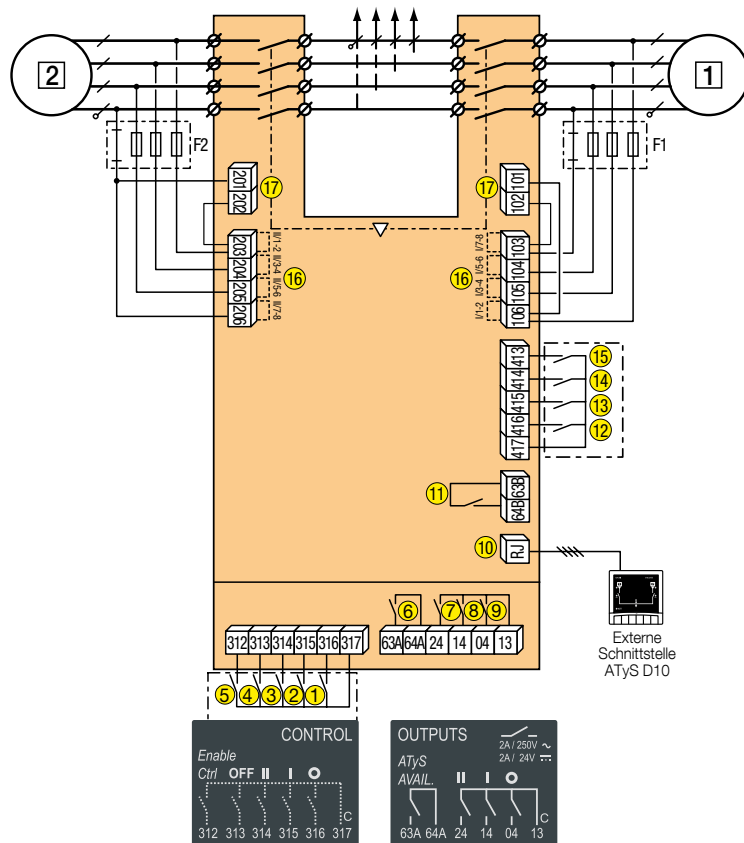 2
1
F2
F1
201
202
17
17
101
102
203
204
205
206
II/1-2
II/3-4
II/5-6
II/7-8
16
16
I/7-8
I/5-6
I/3-4
I/1-2
103
104
105
106
413
414
415
416
417
15
14
13
12
11
63B
64B
10
RJ
Externe
Schnittstelle
ATyS D10
6
7
8
9
312 313 314 315 316 317
63A 64A 24 14 04 13
5 4 3 2 1
CONTROL
Enable
Ctrl OFF II I O
C
312 313 314 315 316 317
OUTPUTS
2A / 250V ~
2A / 24V ⎓
ATyS
AVAIL. II I O
C
63A 64A 24 14 04 13